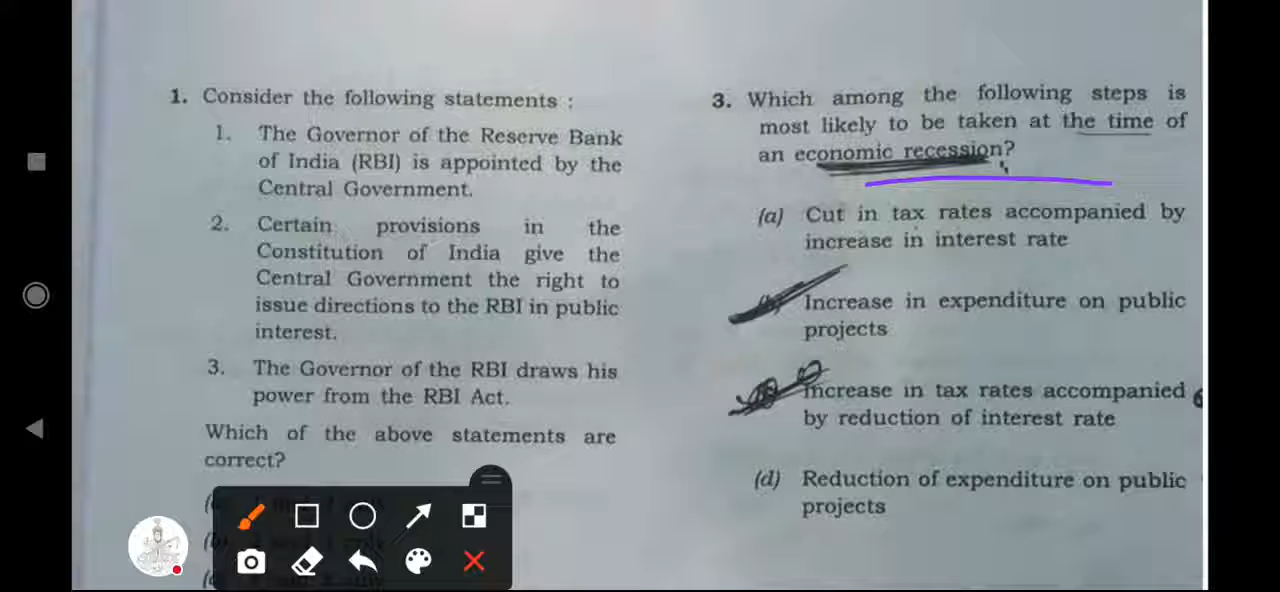 1. Consider the following statements :
1. The Governor of the Reserve Bank
of India (RBI) is appointed by the
Central Government.
2. Certain provisions in the
Constitution of India give the
Central Government the right to
issue directions to the RBI in public
interest.
3. The Governor of the RBI draws his
power from the RBI Act.
Which of the above statements are
correct?
3. Which among the following steps is
most likely to be taken at the time of
an economic recession?
(a) Cut in tax rates accompanied by
increase in interest rate
Increase in expenditure on public
projects
Increase in tax rates accompanied
by reduction of interest rate
(d) Reduction of expenditure on public
projects